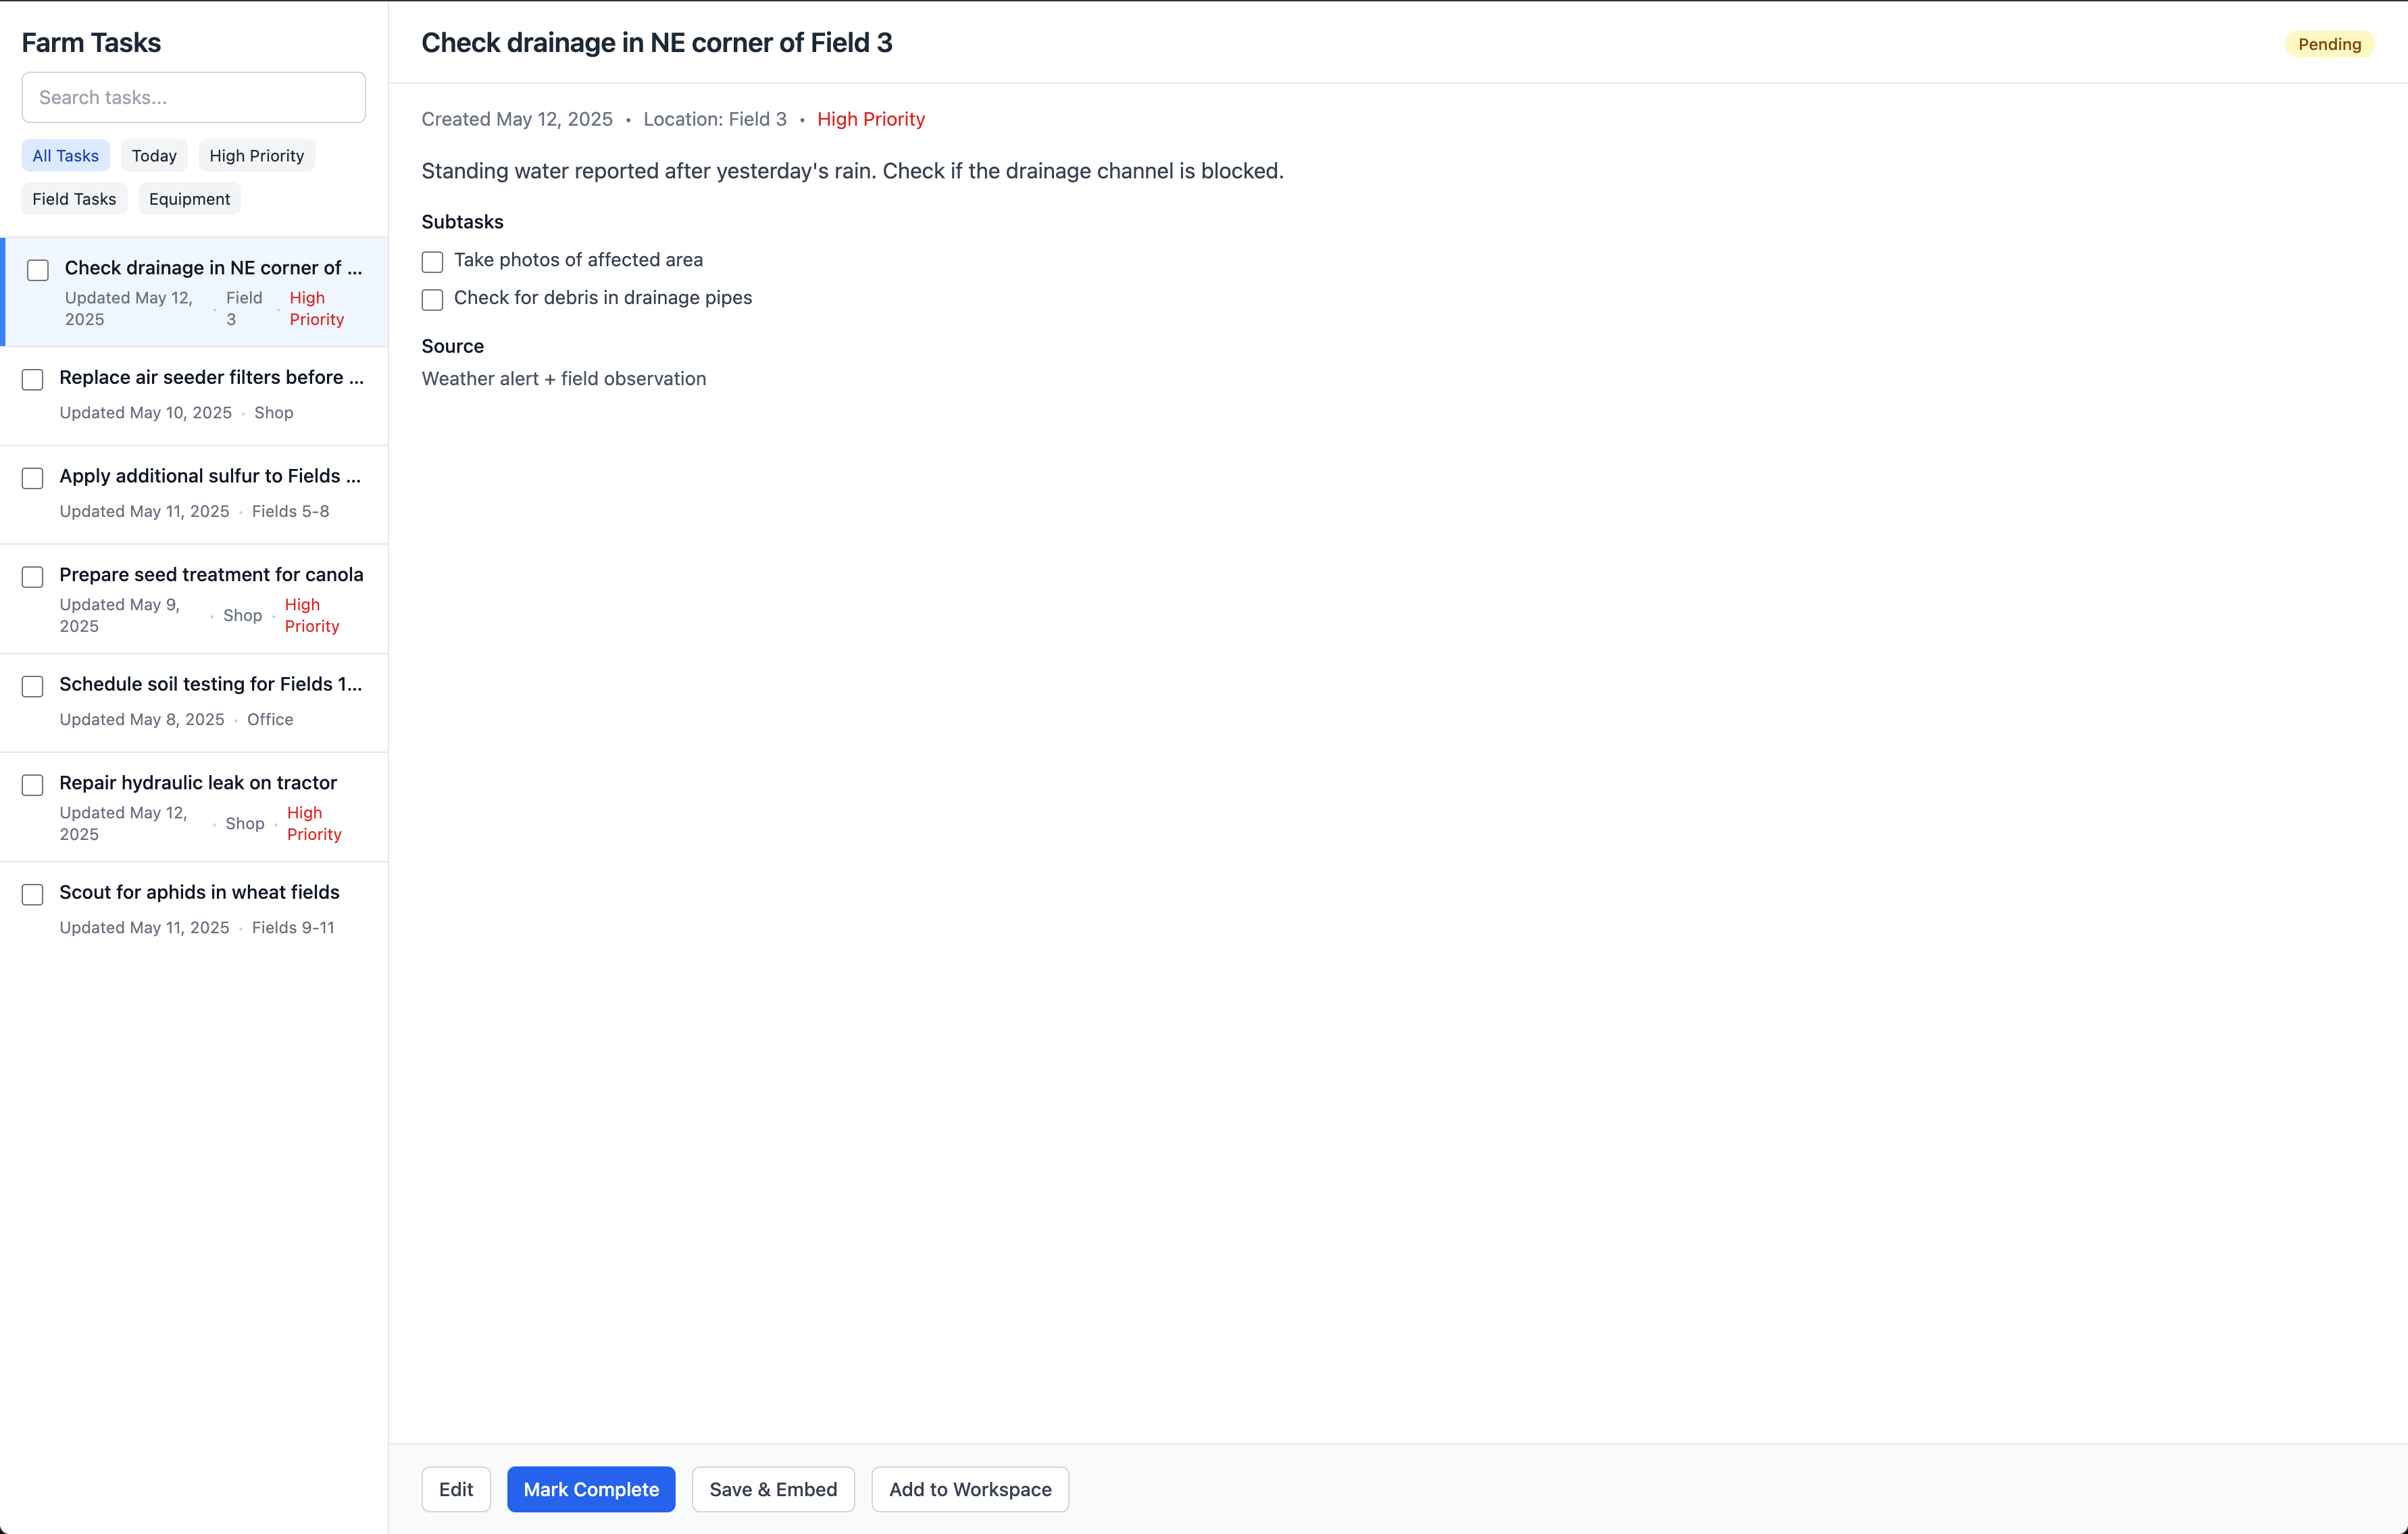 Farm Tasks
Search tasks...
All Tasks
Today
High Priority
Field Tasks
Equipment
Check drainage in NE corner of ...
Updated May 12, 2025 • Field 3 • High Priority
Replace air seeder filters before ...
Updated May 10, 2025 • Shop
Apply additional sulfur to Fields ...
Updated May 11, 2025 • Fields 5-8
Prepare seed treatment for canola
Updated May 9, 2025 • Shop • High Priority
Schedule soil testing for Fields 1...
Updated May 8, 2025 • Office
Repair hydraulic leak on tractor
Updated May 12, 2025 • Shop • High Priority
Scout for aphids in wheat fields
Updated May 11, 2025 • Fields 9-11
Check drainage in NE corner of Field 3
Pending
Created May 12, 2025 • Location: Field 3 • High Priority
Standing water reported after yesterday's rain. Check if the drainage channel is blocked.
Subtasks
Take photos of affected area
Check for debris in drainage pipes
Source
Weather alert + field observation
Edit
Mark Complete
Save & Embed
Add to Workspace